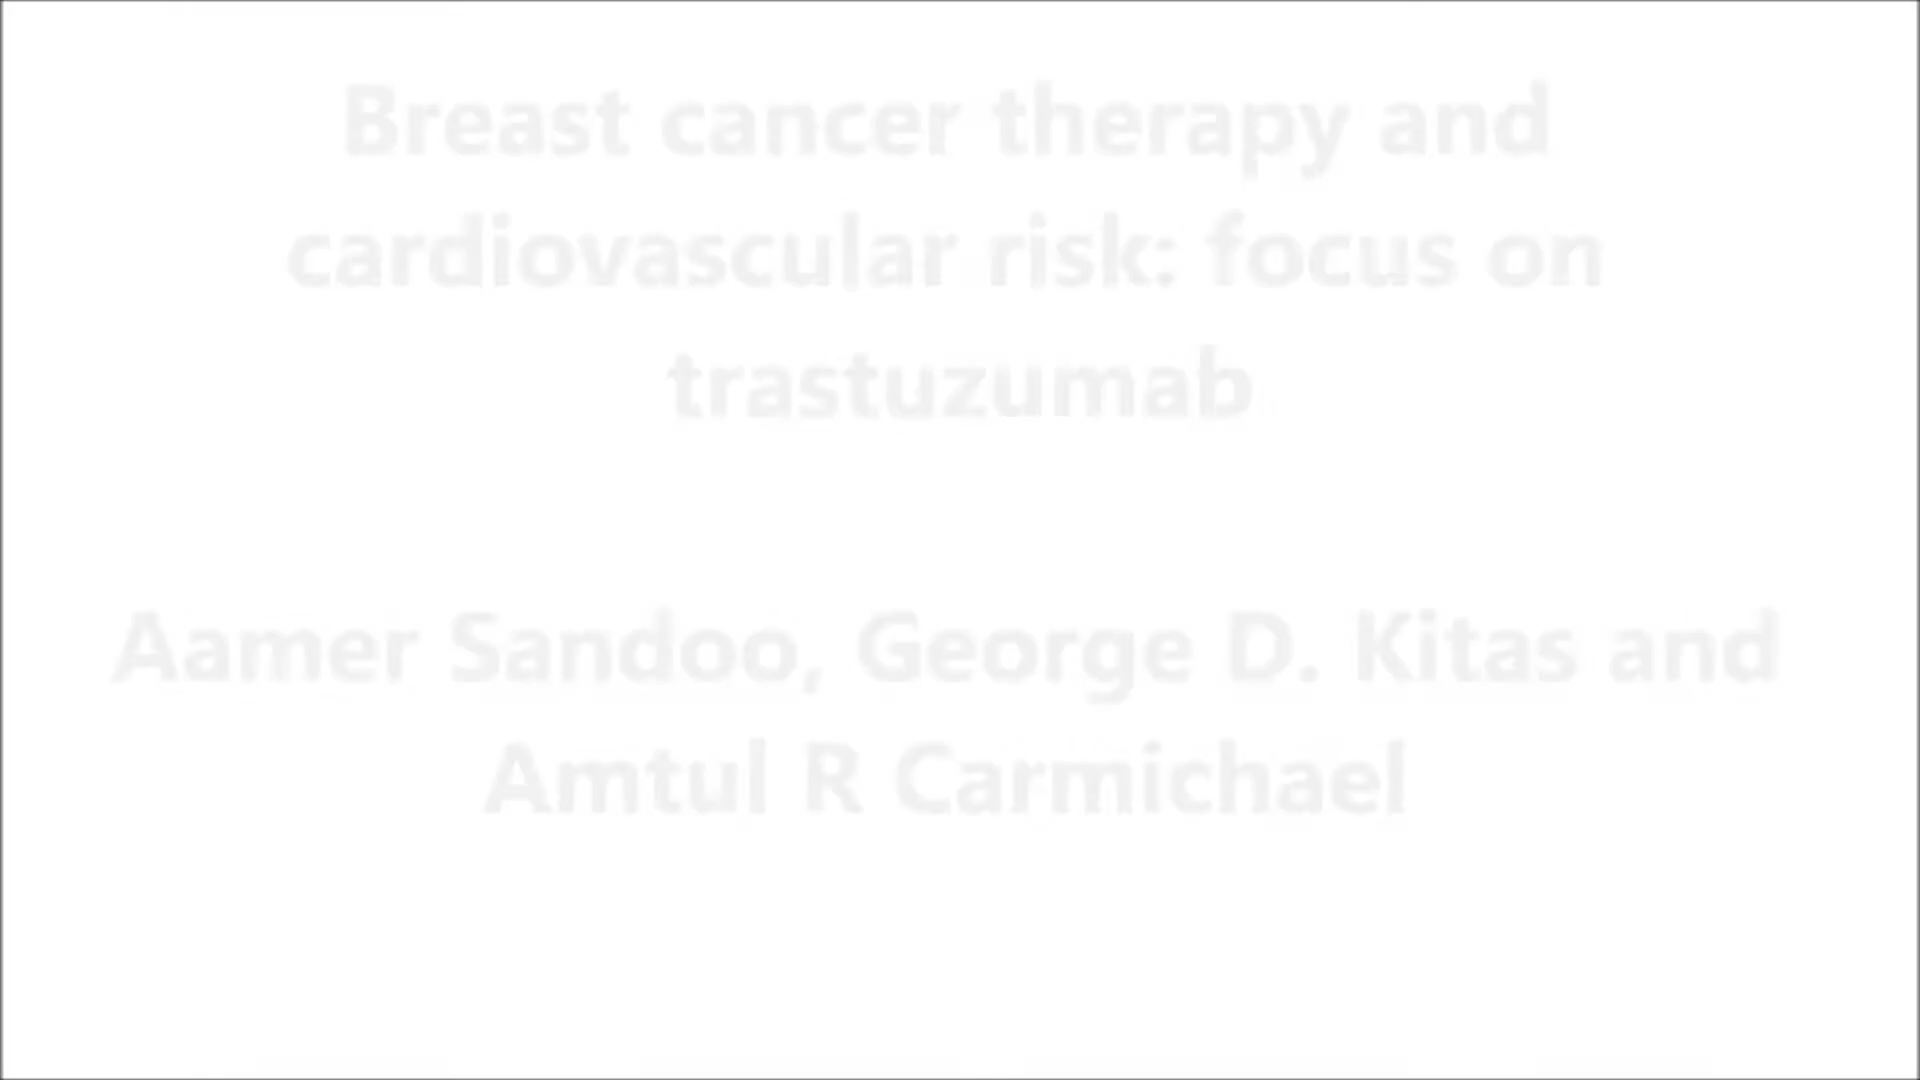 Breast cancer therapy and
cardiovascular risk: focus on
trastuzumab
Aamer Sandoo, George D. Kitas and
Amtul R Carmichael